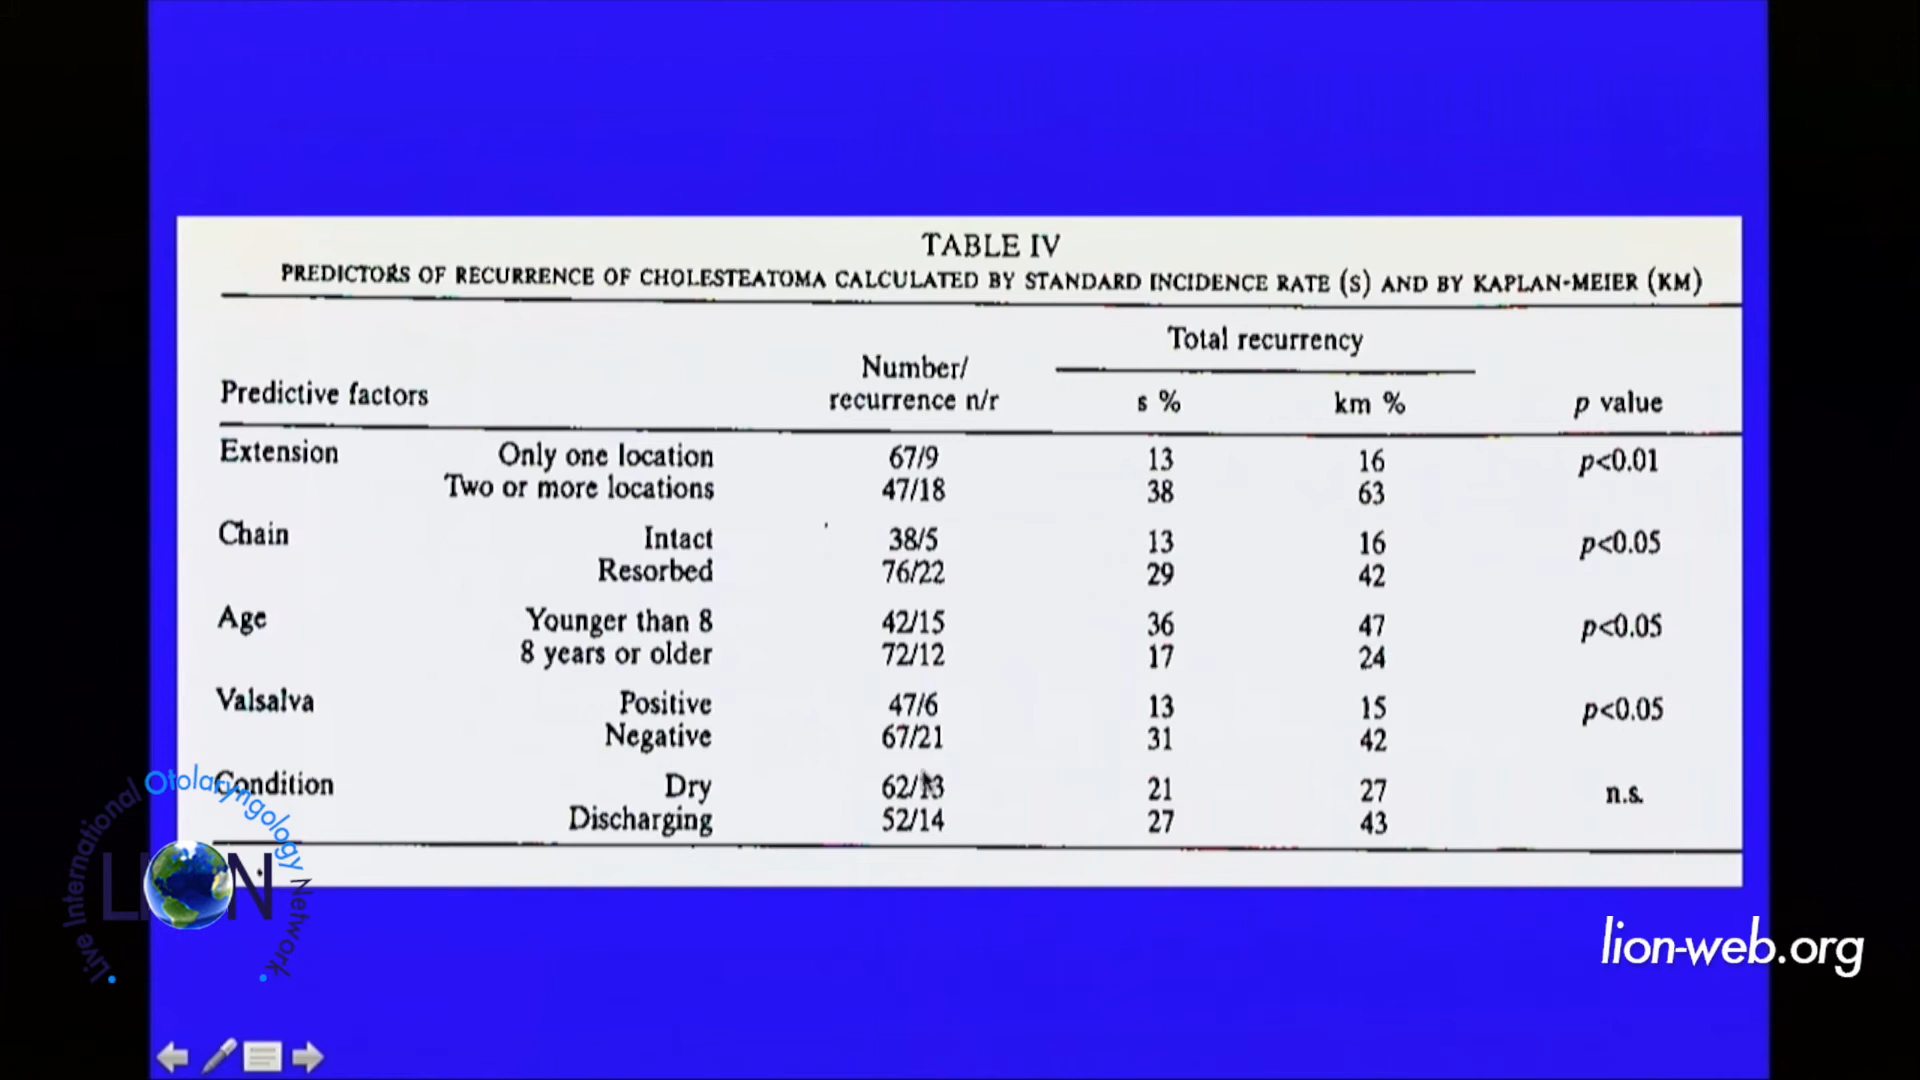 TABLE IV
PREDICTORS OF RECURRENCE OF CHOLESTEATOMA CALCULATED BY STANDARD INCIDENCE RATE (S) AND BY KAPLAN-MEIER (KM)
Total recurrency
Predictive factors Number/ recurrence n/r s % km % p value
Extension Only one location 67/9 13 16 p<0.01
Two or more locations 47/18 38 63
Chain Intact 38/5 13 16 p<0.05
Resorbed 76/22 29 42
Age Younger than 8 42/15 36 47 p<0.05
8 years or older 72/12 17 24
Valsalva Positive 47/6 13 15 p<0.05
Negative 67/21 31 42
Condition Dry 62/13 21 27 n.s.
Discharging 52/14 27 43
Live International Otolaryngology Network
LION
lion-web.org